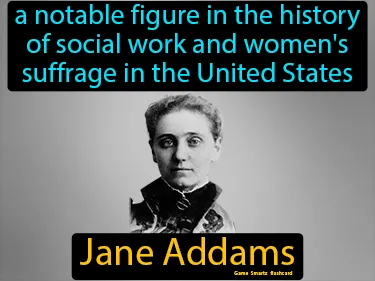 a notable figure in the history
of social work and women's
suffrage in the United States
Jane Addams
Game Smartz flashcard